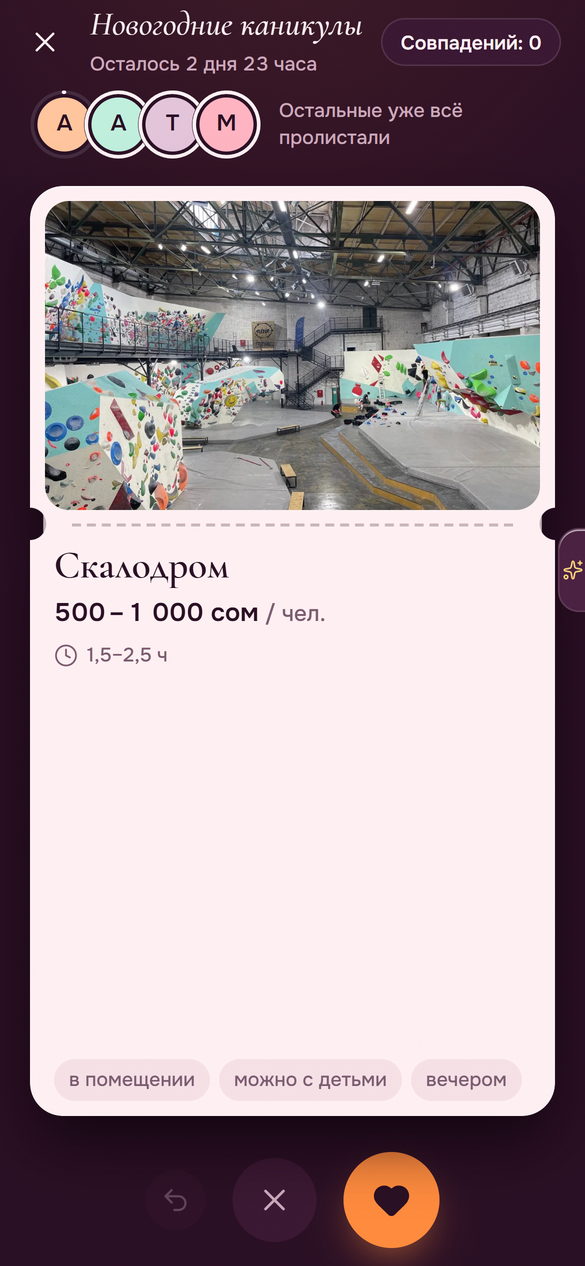 Новогодние каникулы
Осталось 2 дня 23 часа
Совпадений: 0
А А Т М
Остальные уже всё
пролистали
Скалодром
500 – 1 000 сом / чел.
1,5–2,5 ч
в помещении
можно с детьми
вечером